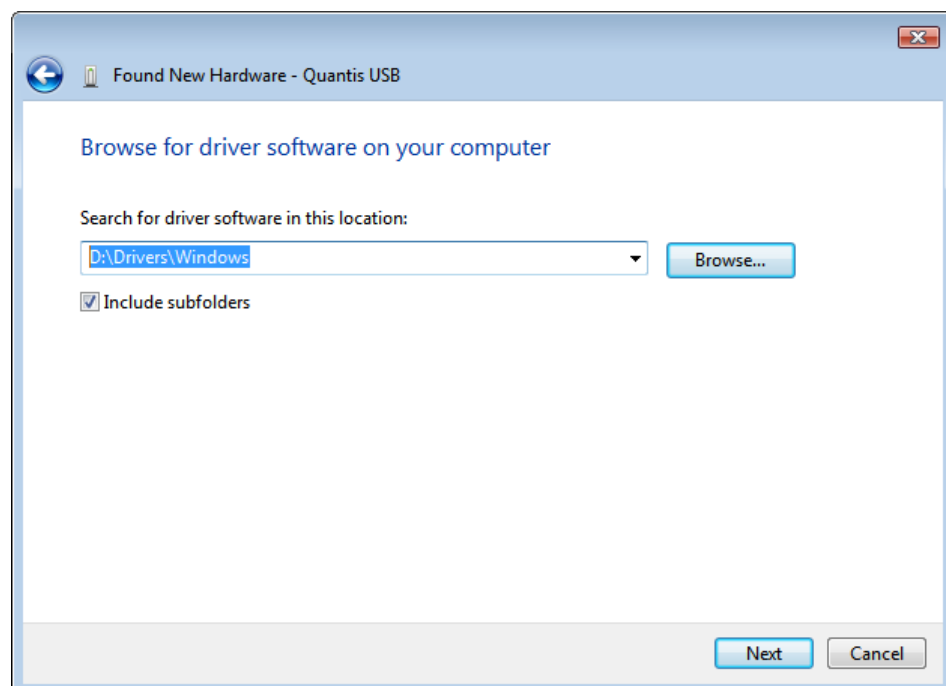 Found New Hardware - Quantis USB
Browse for driver software on your computer
Search for driver software in this location:
D:\Drivers\Windows
Browse...
Include subfolders
Next
Cancel